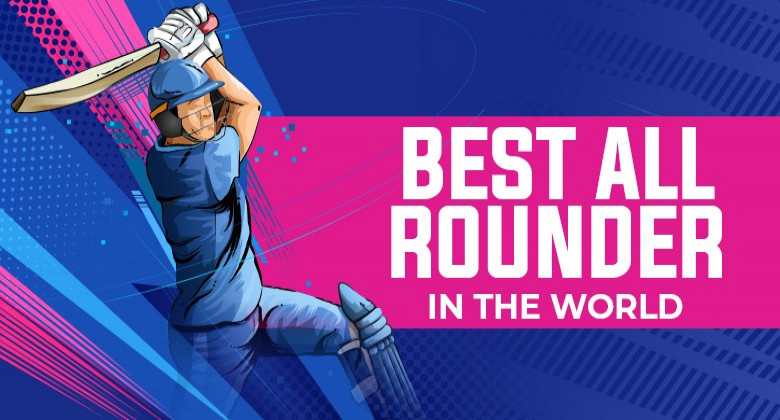 BEST ALL
ROUNDER
IN THE WORLD